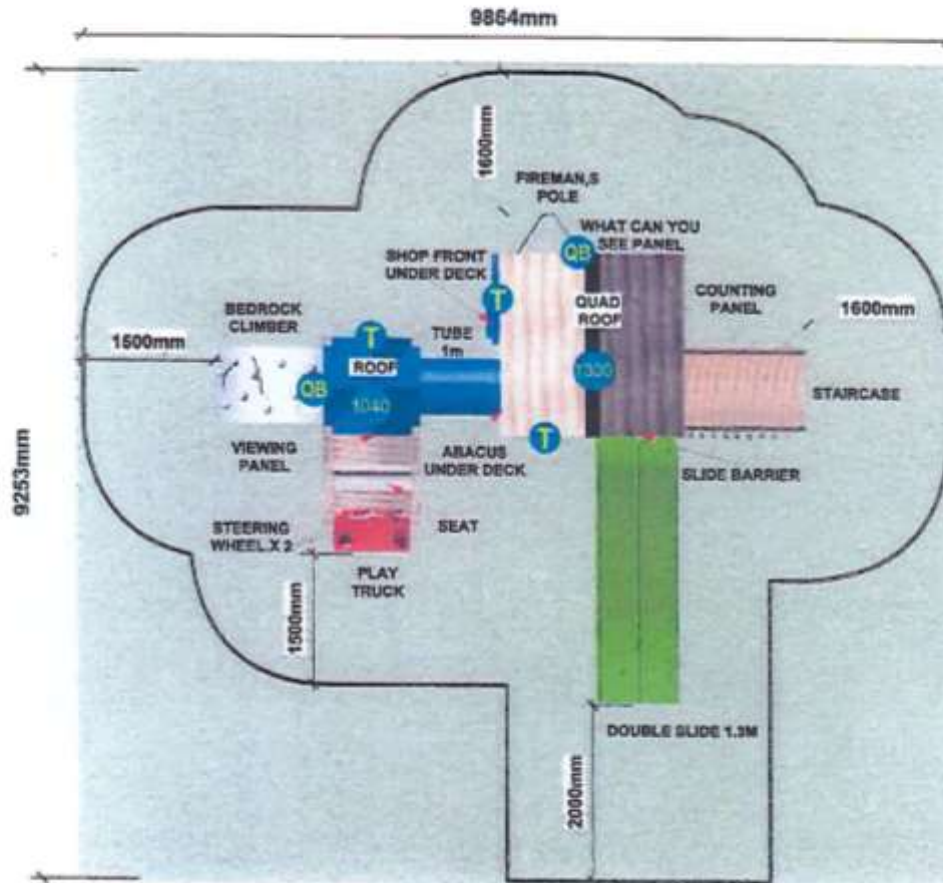 9864mm
1600mm
FIREMAN,S
POLE
WHAT CAN YOU
SEE PANEL
QB
SHOP FRONT
UNDER DECK
T
QUAD
ROOF
COUNTING
PANEL
BEDROCK
CLIMBER
1600mm
1500mm
T
TUBE
1m
ROOF
QB
1040
1300
STAIRCASE
9253mm
VIEWING
PANEL
ABACUS
UNDER DECK
T
SLIDE BARRIER
STEERING
WHEEL X 2
SEAT
PLAY
TRUCK
1500mm
DOUBLE SLIDE 1.3M
2000mm